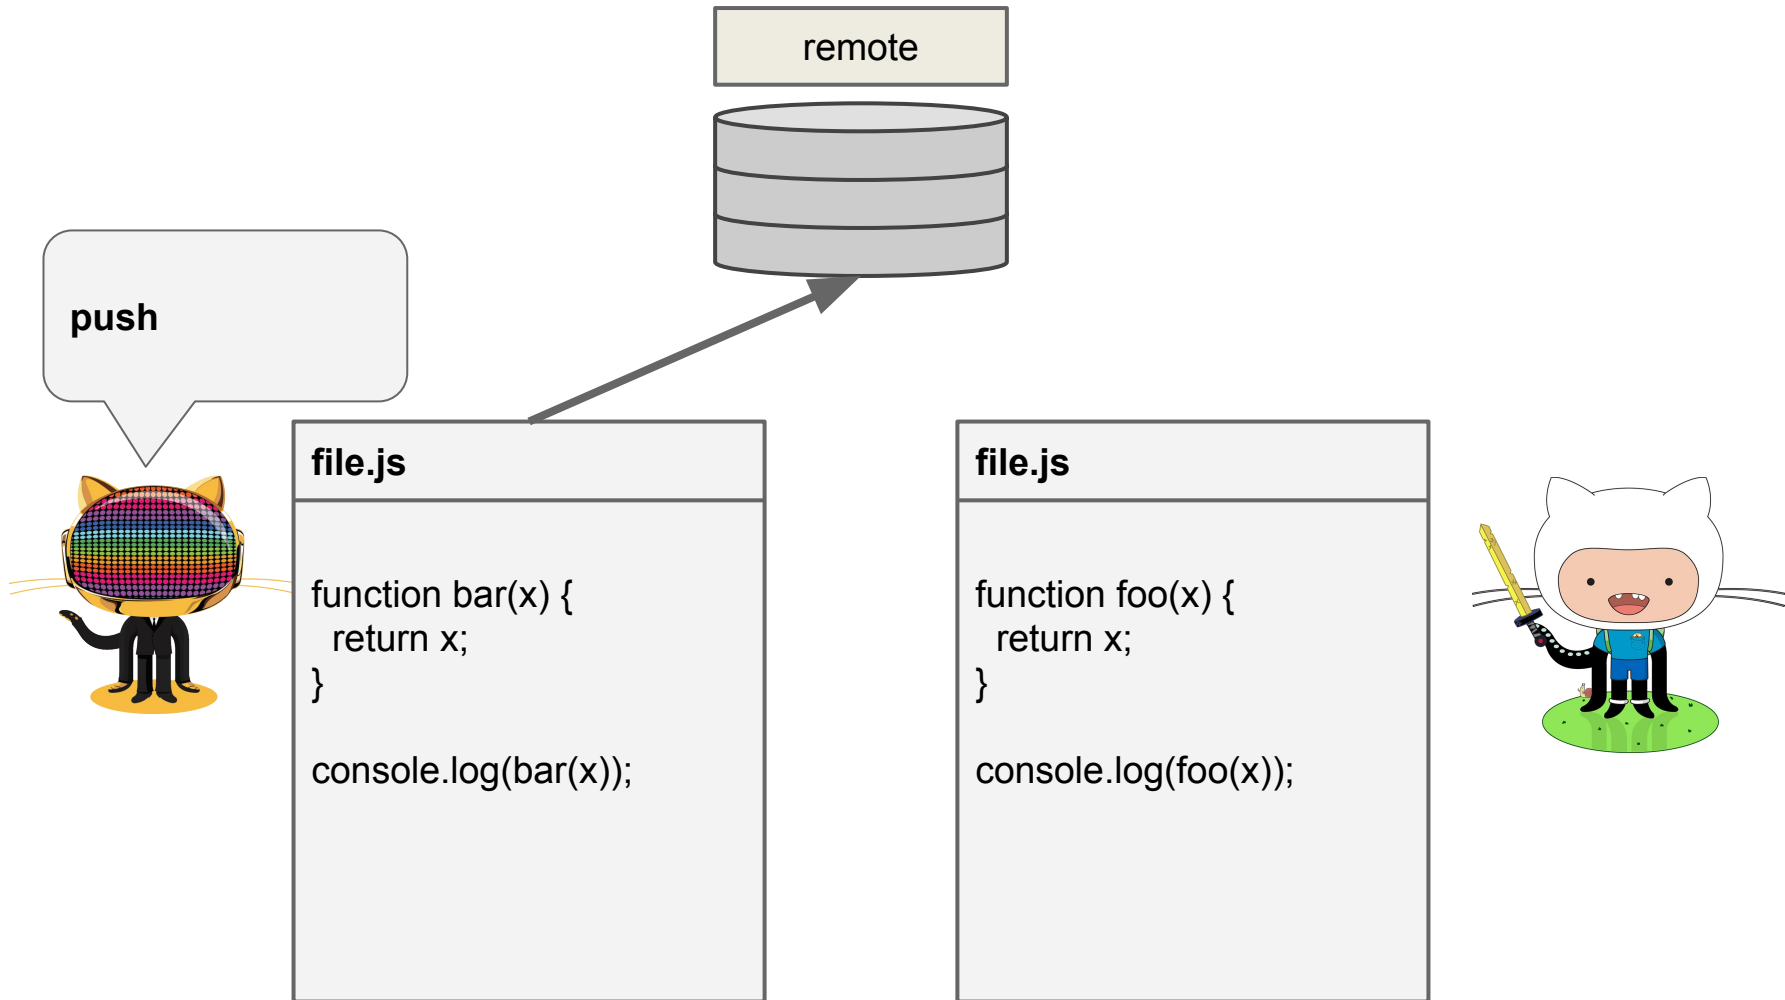 remote
push
file.js
function bar(x) {
  return x;
}
console.log(bar(x));
file.js
function foo(x) {
  return x;
}
console.log(foo(x));